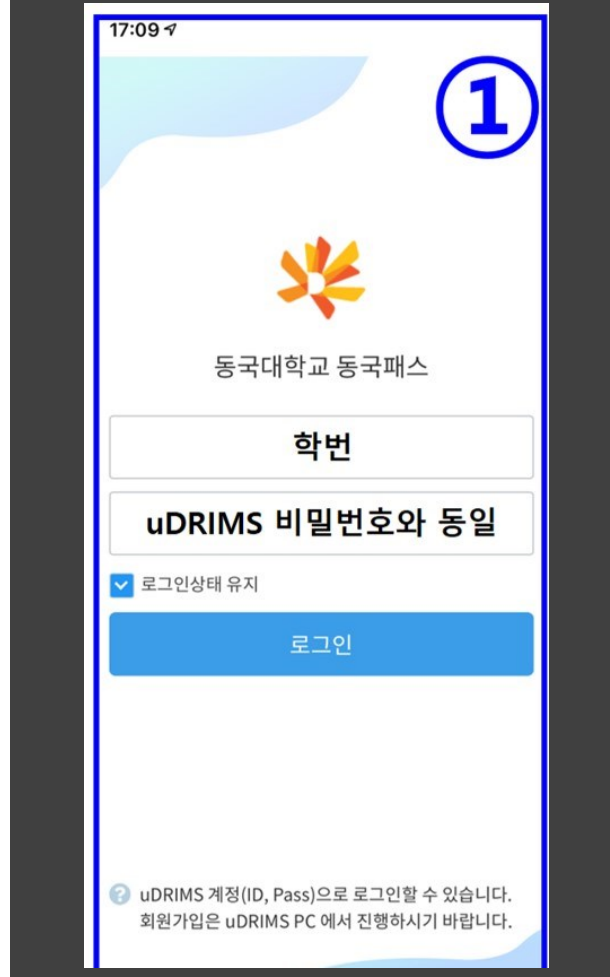 17:09
①
동국대학교 동국패스
학번
uDRIMS 비밀번호와 동일
로그인상태 유지
로그인
uDRIMS 계정(ID, Pass)으로 로그인할 수 있습니다.
회원가입은 uDRIMS PC 에서 진행하시기 바랍니다.